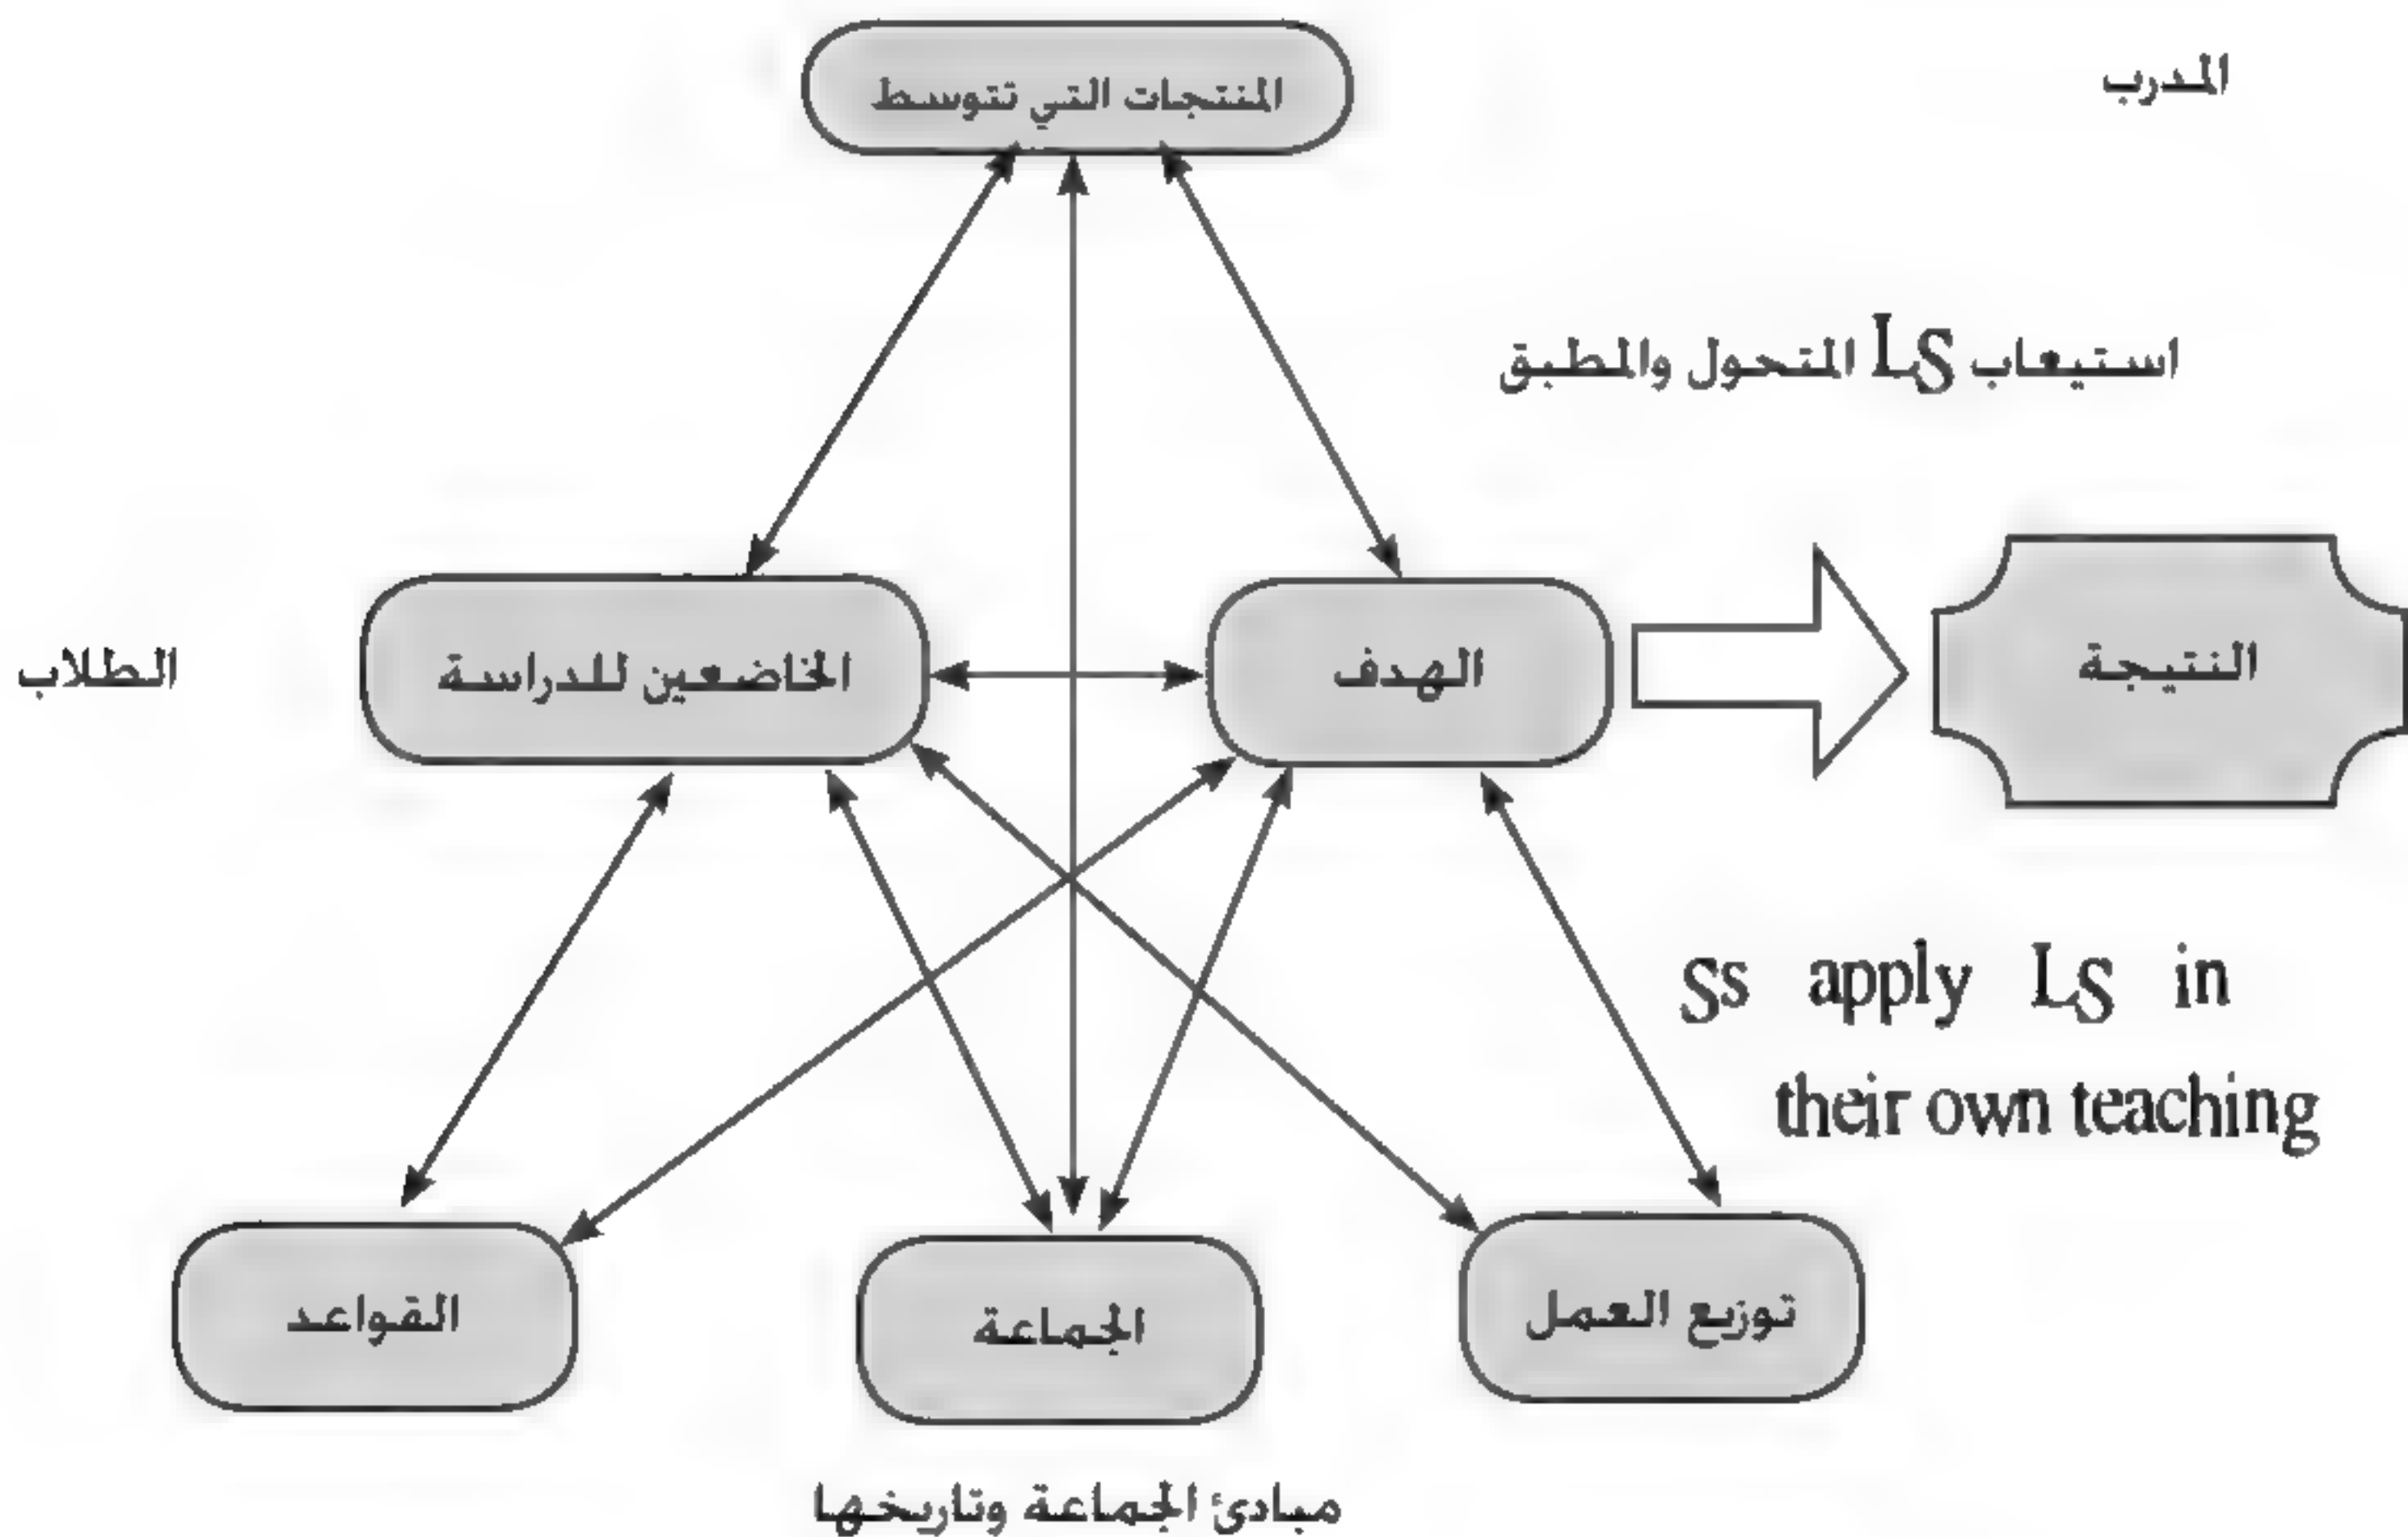 المدرب
المنتجات التي تتوسط
استيعاب LS المتحول والمطبق
النتيجة
الهدف
الخاضعين للدراسة
الطلاب
Ss apply LS in
their own teaching
توزيع العمل
الجماعة
القواعد
مبادئ الجماعة وتاريخها